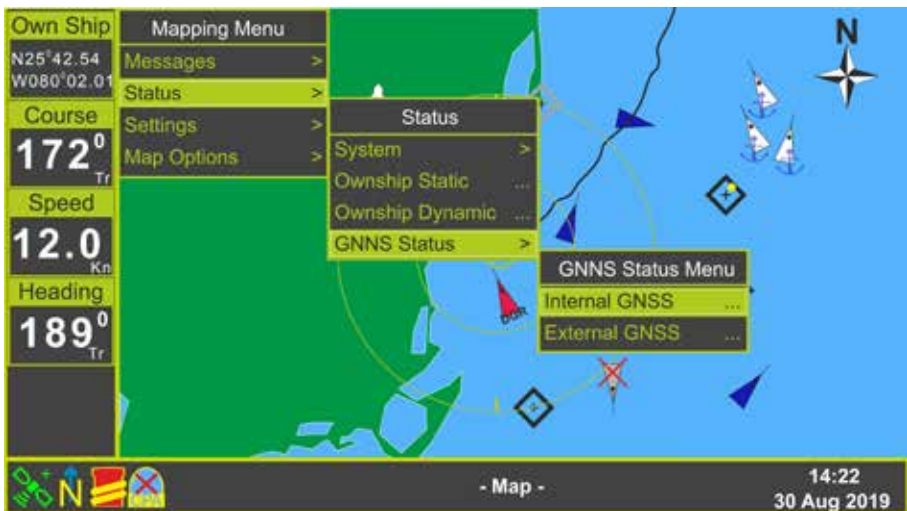 Own Ship
N25°42.54
W080°02.01
Course
172°
Tr
Speed
12.0
Kn
Heading
189°
Tr
Mapping Menu
Messages >
Status >
Settings >
Map Options >
Status
System >
Ownship Static ...
Ownship Dynamic ...
GNNS Status >
GNNS Status Menu
Internal GNSS ...
External GNSS ...
N
N
- Map -
14:22
30 Aug 2019